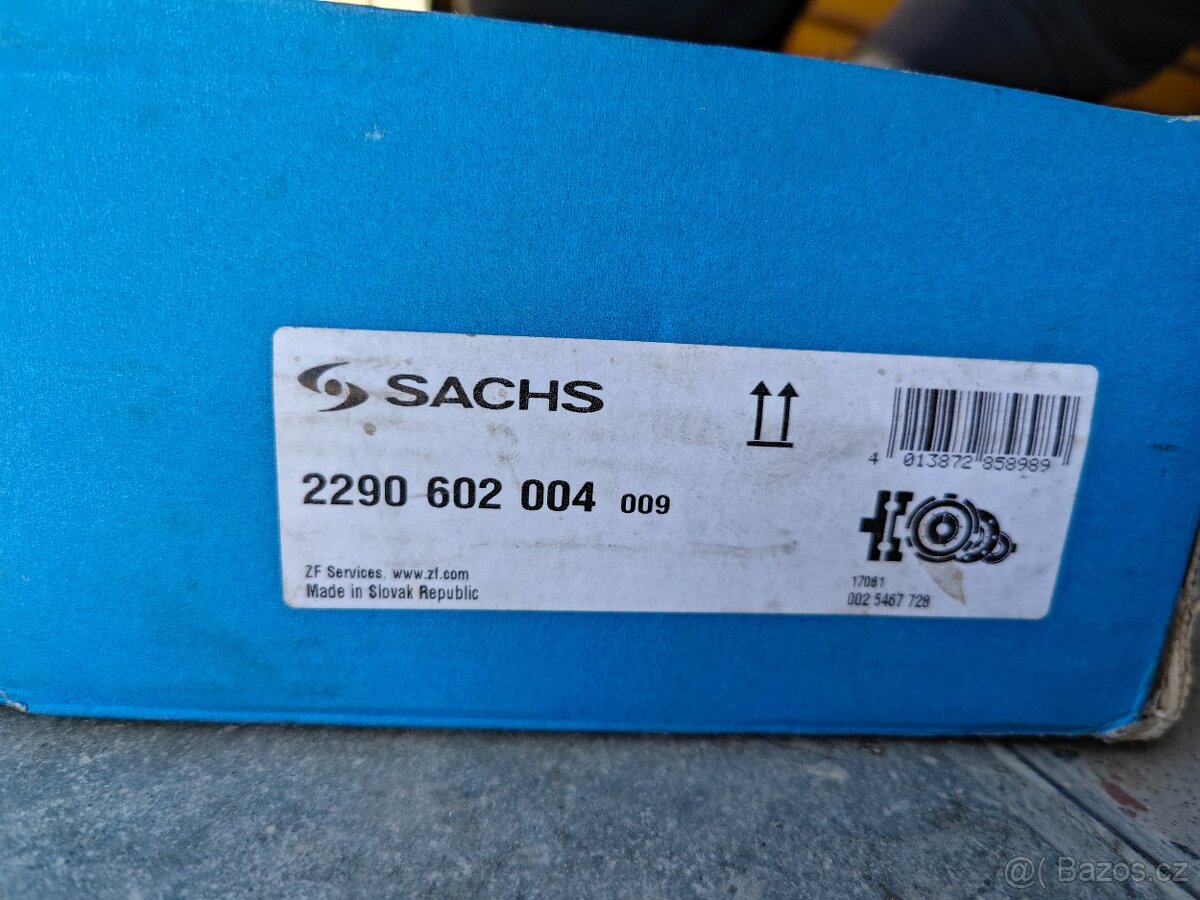 SACHS
4 013872 858989
2290 602 004 009
ZF Services. www.zf.com
Made in Slovak Republic
17061
002 5467 728
@( Bazos.cz